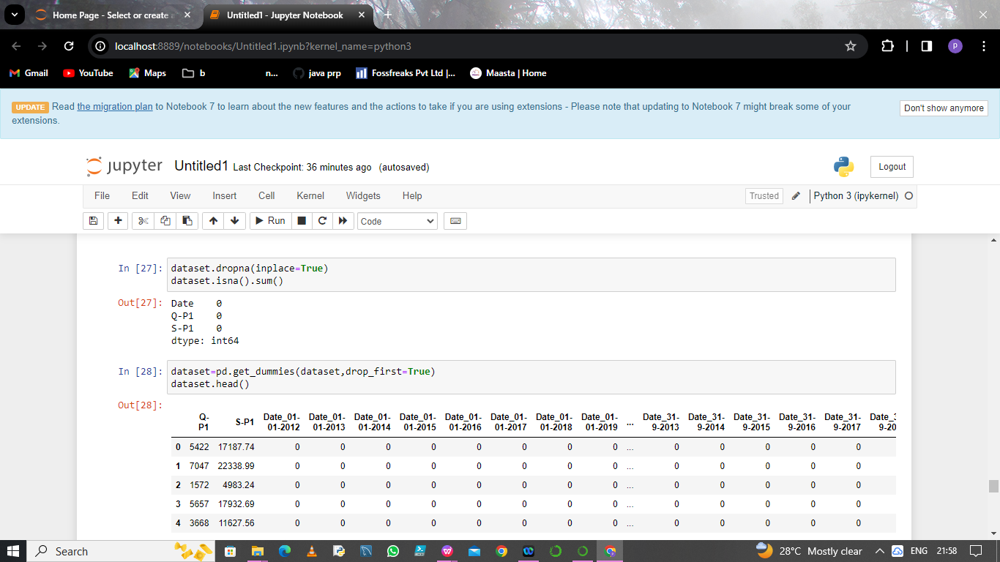 Home Page - Select or create a
Untitled1 - Jupyter Notebook
localhost:8889/notebooks/Untitled1.ipynb?kernel_name=python3
P
Gmail
YouTube
Maps
b
n...
java prp
Fossfreaks Pvt Ltd |...
Maasta | Home
UPDATE Read the migration plan to Notebook 7 to learn about the new features and the actions to take if you are using extensions - Please note that updating to Notebook 7 might break some of your
extensions.
Don't show anymore
jupyter Untitled1 Last Checkpoint: 36 minutes ago (autosaved)
Logout
File Edit View Insert Cell Kernel Widgets Help
Trusted
Python 3 (ipykernel)
Run
Code
In [27]: dataset.dropna(inplace=True)
dataset.isna().sum()
Out[27]: Date 0
Q-P1 0
S-P1 0
dtype: int64
In [28]: dataset=pd.get_dummies(dataset,drop_first=True)
dataset.head()
Out[28]:
Q- S-P1 Date_01- Date_01- Date_01- Date_01- Date_01- Date_01- Date_01- Date_01- ... Date_31- Date_31- Date_31- Date_31- Date_31- Date_3
P1 01-2012 01-2013 01-2014 01-2015 01-2016 01-2017 01-2018 01-2019 9-2013 9-2014 9-2015 9-2016 9-2017 9-20
0 5422 17187.74 0 0 0 0 0 0 0 0 ... 0 0 0 0 0
1 7047 22338.99 0 0 0 0 0 0 0 0 ... 0 0 0 0 0
2 1572 4983.24 0 0 0 0 0 0 0 0 ... 0 0 0 0 0
3 5657 17932.69 0 0 0 0 0 0 0 0 ... 0 0 0 0 0
4 3668 11627.56 0 0 0 0 0 0 0 0 ... 0 0 0 0 0
Search
28°C Mostly clear
ENG
21:58